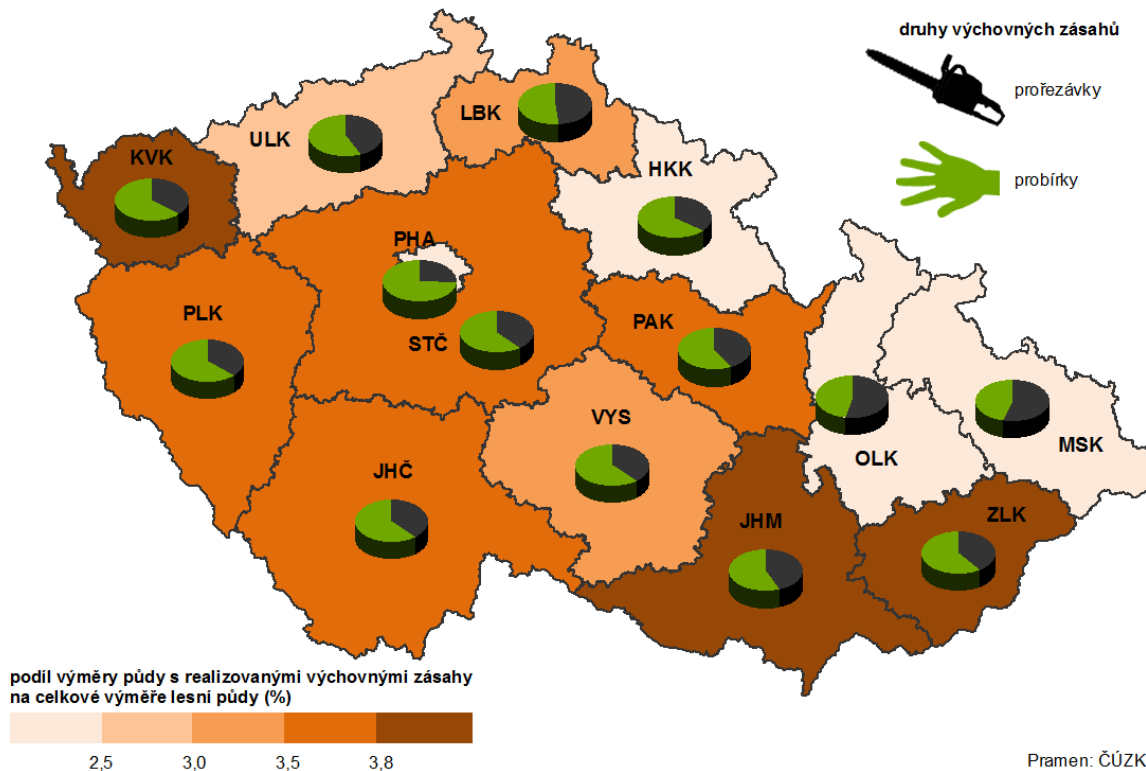 druhy výchovných zásahů
prořezávky
probírky
LBK
ULK
KVK
HKK
PHA
PLK
STČ
PAK
VYS
OLK
MSK
JHČ
JHM
ZLK
podíl výměry půdy s realizovanými výchovnými zásahy
na celkové výměře lesní půdy (%)
2,5 3,0 3,5 3,8
Pramen: ČÚZK